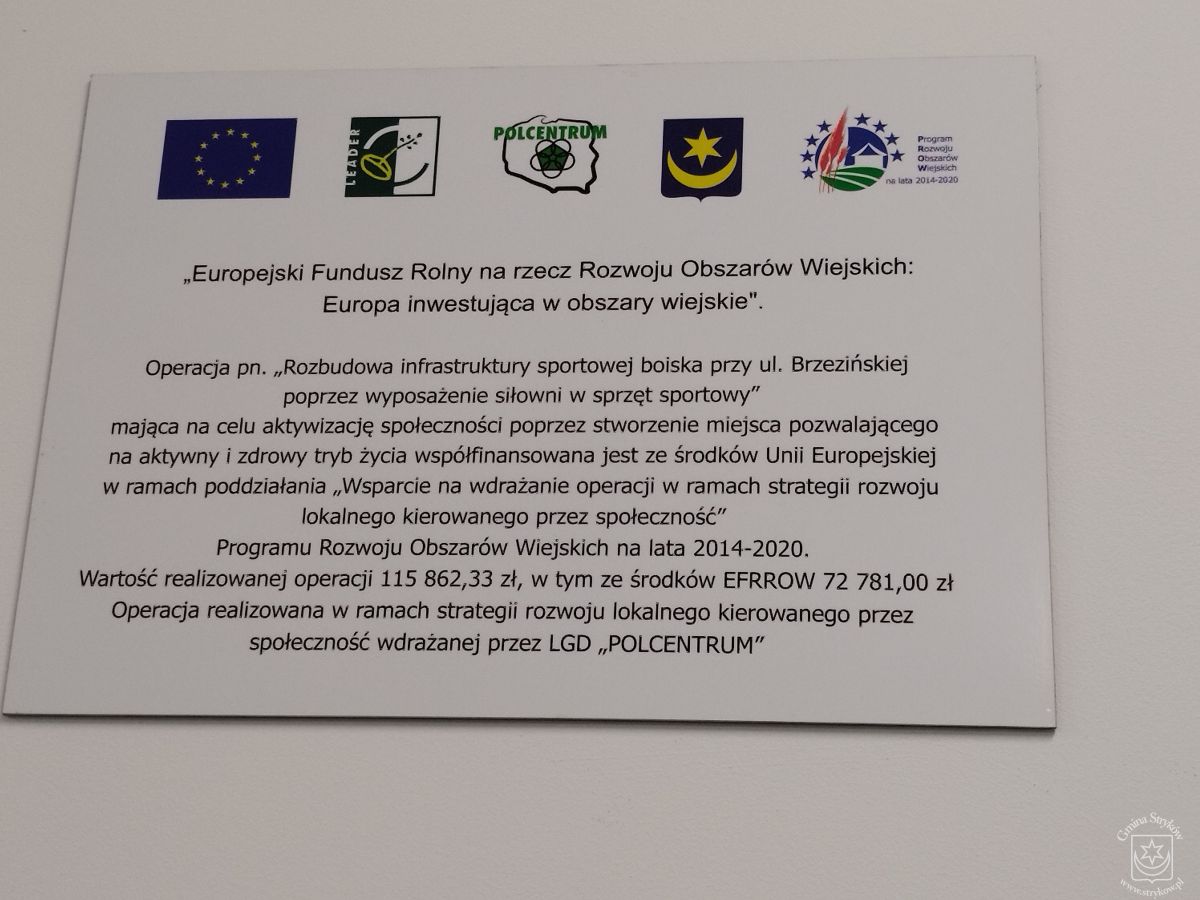 LEADER
POLCENTRUM
Program
Rozwoju
Obszarów
Wiejskich
na lata 2014-2020
„Europejski Fundusz Rolny na rzecz Rozwoju Obszarów Wiejskich:
Europa inwestująca w obszary wiejskie".
Operacja pn. „Rozbudowa infrastruktury sportowej boiska przy ul. Brzezińskiej
poprzez wyposażenie siłowni w sprzęt sportowy”
mająca na celu aktywizację społeczności poprzez stworzenie miejsca pozwalającego
na aktywny i zdrowy tryb życia współfinansowana jest ze środków Unii Europejskiej
w ramach poddziałania „Wsparcie na wdrażanie operacji w ramach strategii rozwoju
lokalnego kierowanego przez społeczność”
Programu Rozwoju Obszarów Wiejskich na lata 2014-2020.
Wartość realizowanej operacji 115 862,33 zł, w tym ze środków EFRROW 72 781,00 zł
Operacja realizowana w ramach strategii rozwoju lokalnego kierowanego przez
społeczność wdrażanej przez LGD „POLCENTRUM”
Gmina Stryków
www.strykow.pl